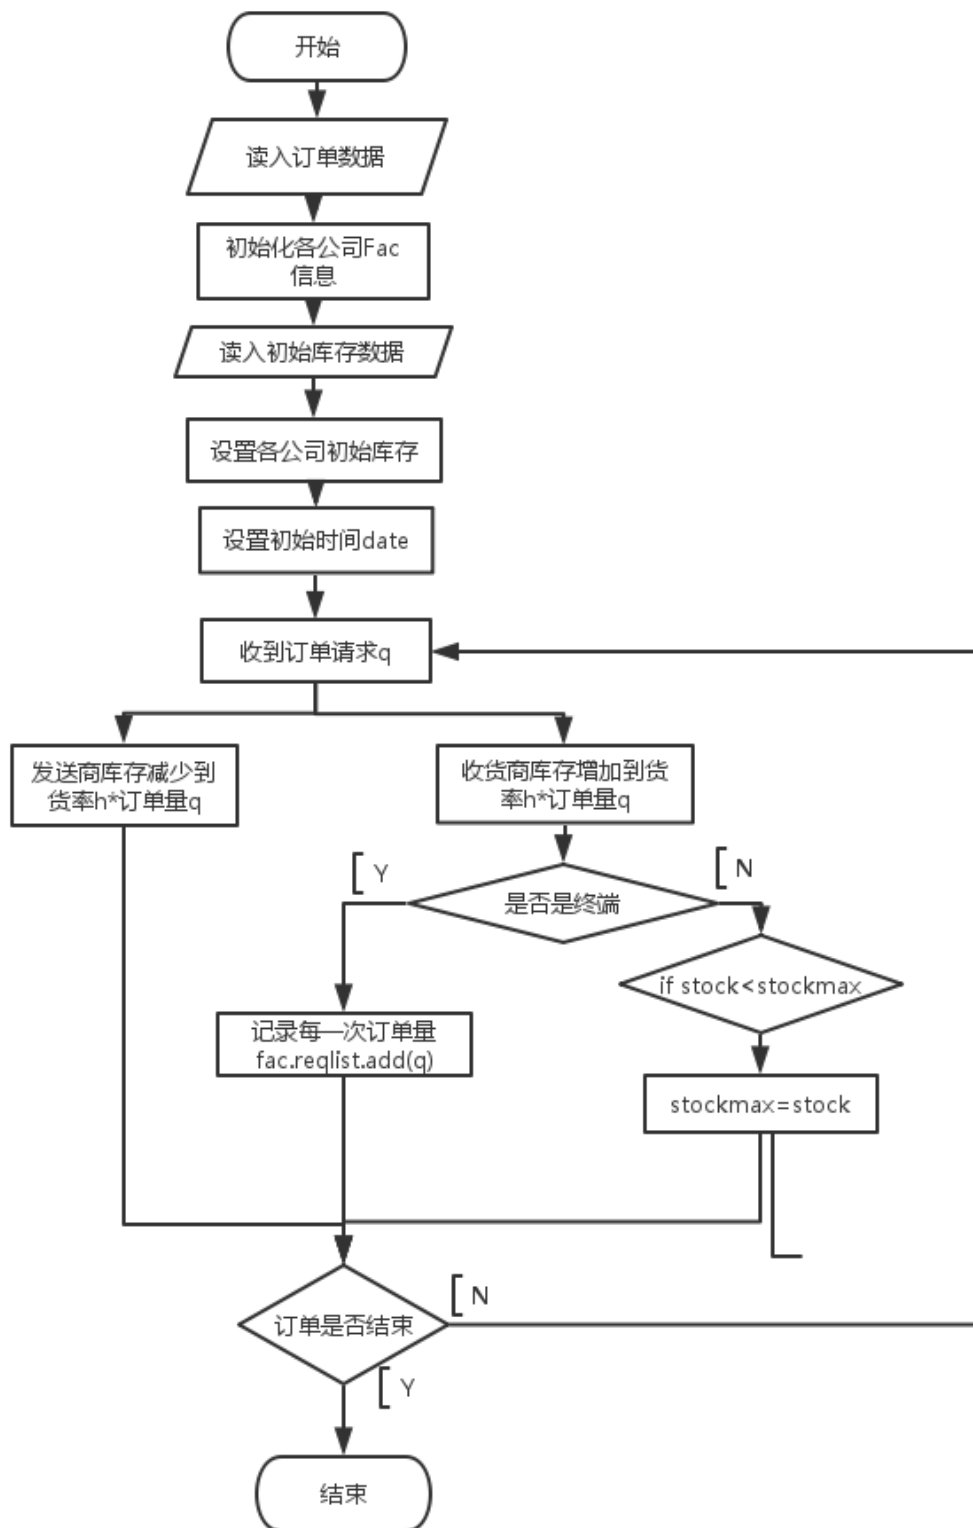 开始
读入订单数据
初始化各公司Fac
信息
读入初始库存数据
设置各公司初始库存
设置初始时间date
收到订单请求q
发送商库存减少到
货率h*订单量q
收货商库存增加到货
率h*订单量q
Y
N
是否是终端
if stock<stockmax
记录每一次订单量
fac.reqlist.add(q)
stockmax=stock
N
订单是否结束
Y
结束